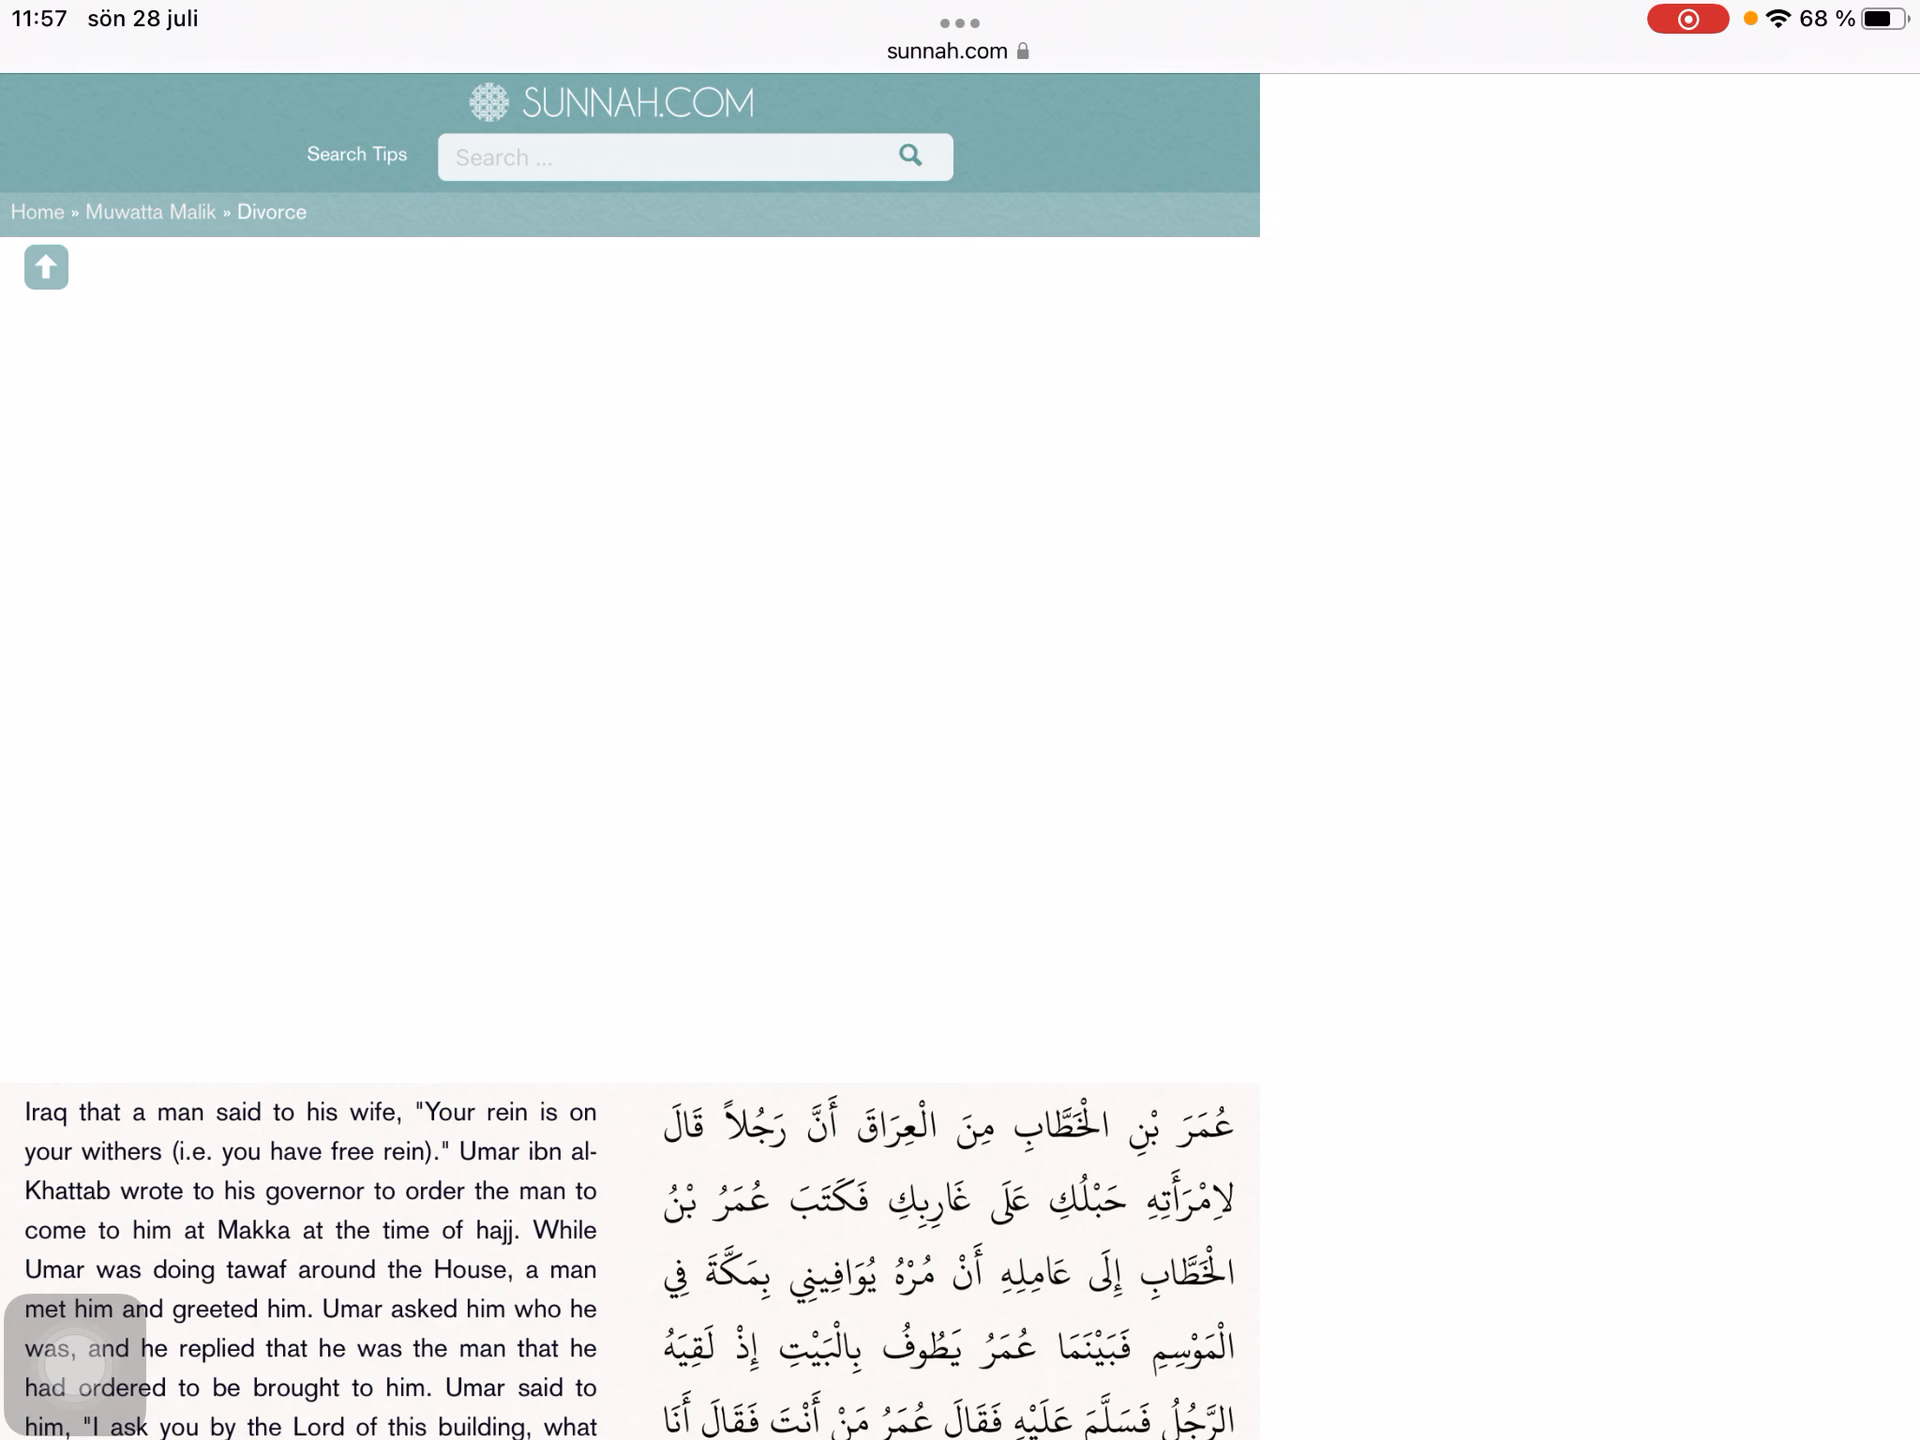 11:57 sön 28 juli
68 %
sunnah.com
SUNNAH.COM
Search Tips
Search ...
Home » Muwatta Malik » Divorce
Iraq that a man said to his wife, "Your rein is on
your withers (i.e. you have free rein)." Umar ibn al-
Khattab wrote to his governor to order the man to
come to him at Makka at the time of hajj. While
Umar was doing tawaf around the House, a man
met him and greeted him. Umar asked him who he
was, and he replied that he was the man that he
had ordered to be brought to him. Umar said to
him, "I ask you by the Lord of this building, what
عُمَرَ بْنِ الْخَطَّابِ مِنَ الْعِرَاقَ أَنَّ رَجُلاً قَالَ
لاِمْرَأَتِهِ حَبْلُكِ عَلَى غَارِبِكِ فَكَتَبَ عُمَرُ بْنُ
الْخَطَّابِ إِلَى عَامِلِهِ أَنْ مُرْهُ يُوَافِينِي بِمَكَّةَ فِي
الْمَوْسِمِ فَبَيْنَمَا عُمَرُ يَطُوفُ بِالْبَيْتِ إِذْ لَقِيَهُ
الرَّجُلُ فَسَلَّمَ عَلَيْهِ فَقَالَ عُمَرُ مَنْ أَنْتَ فَقَالَ أَنَا